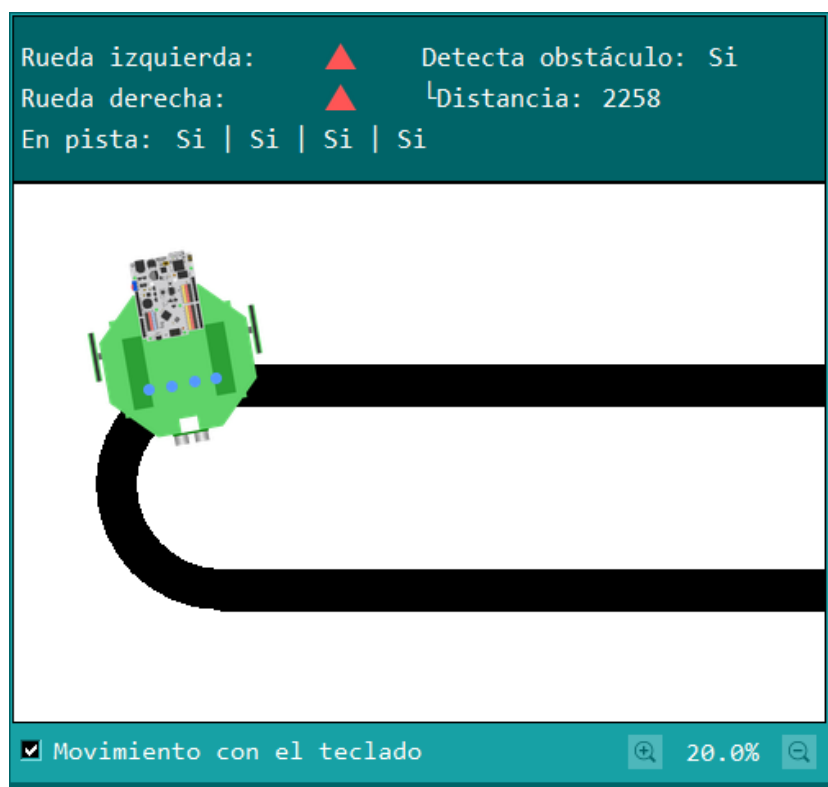 Rueda izquierda:
Detecta obstáculo: Si
Rueda derecha:
└Distancia: 2258
En pista: Si | Si | Si | Si
Movimiento con el teclado
20.0%